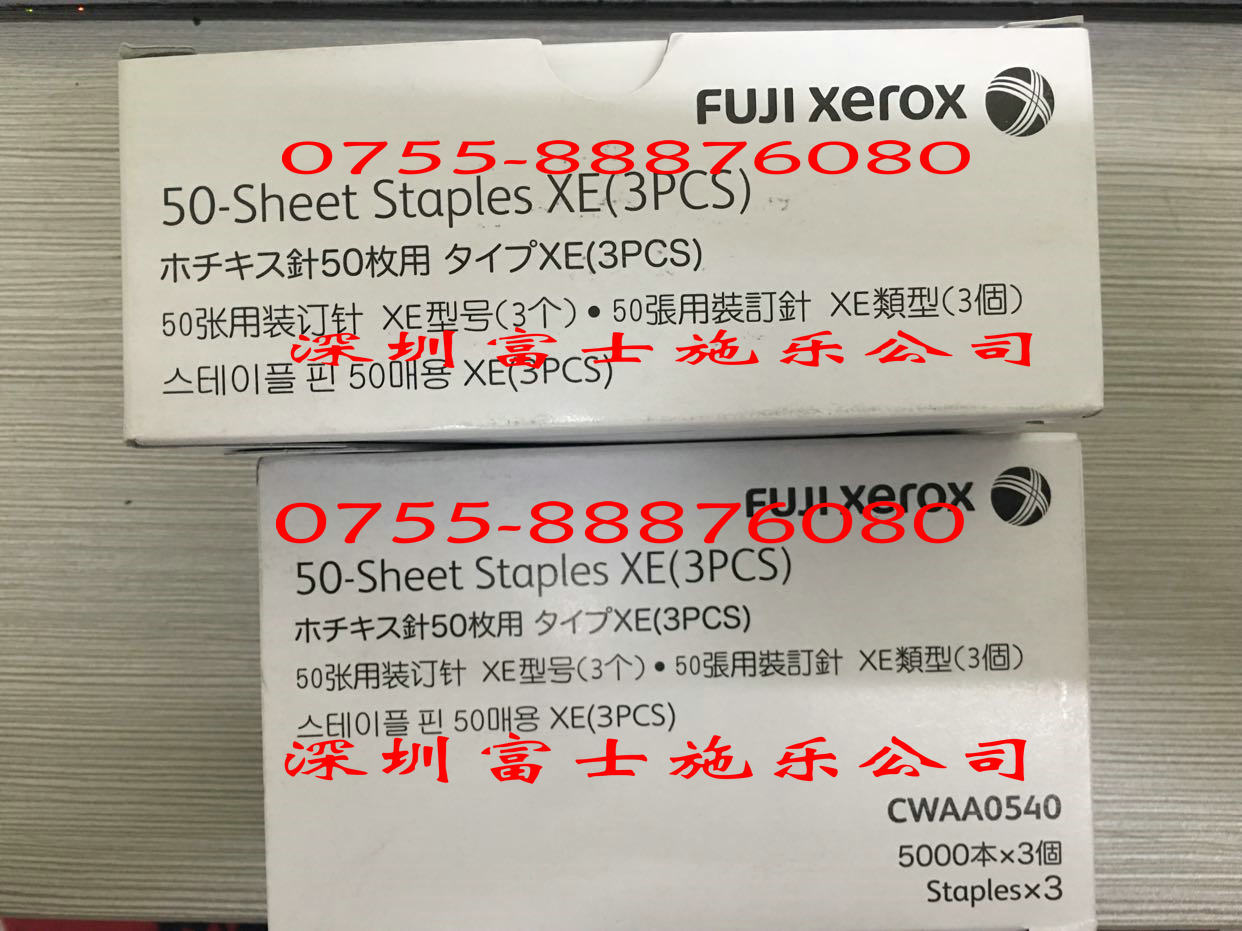 FUJI xerox
0755-88876080
50-Sheet Staples XE(3PCS)
ホチキス針50枚用 タイプXE(3PCS)
50张用装订针 XE型号(3个)・50張用裝訂針 XE類型(3個)
深圳富士施乐公司
스테이플 핀 50매용 XE(3PCS)
FUJI xerox
0755-88876080
50-Sheet Staples XE(3PCS)
ホチキス針50枚用 タイプXE(3PCS)
50张用装订针 XE型号(3个)・50張用裝訂針 XE類型(3個)
스테이플 핀 50매용 XE(3PCS)
深圳富士施乐公司
CWAA0540
5000本×3個
Staples×3